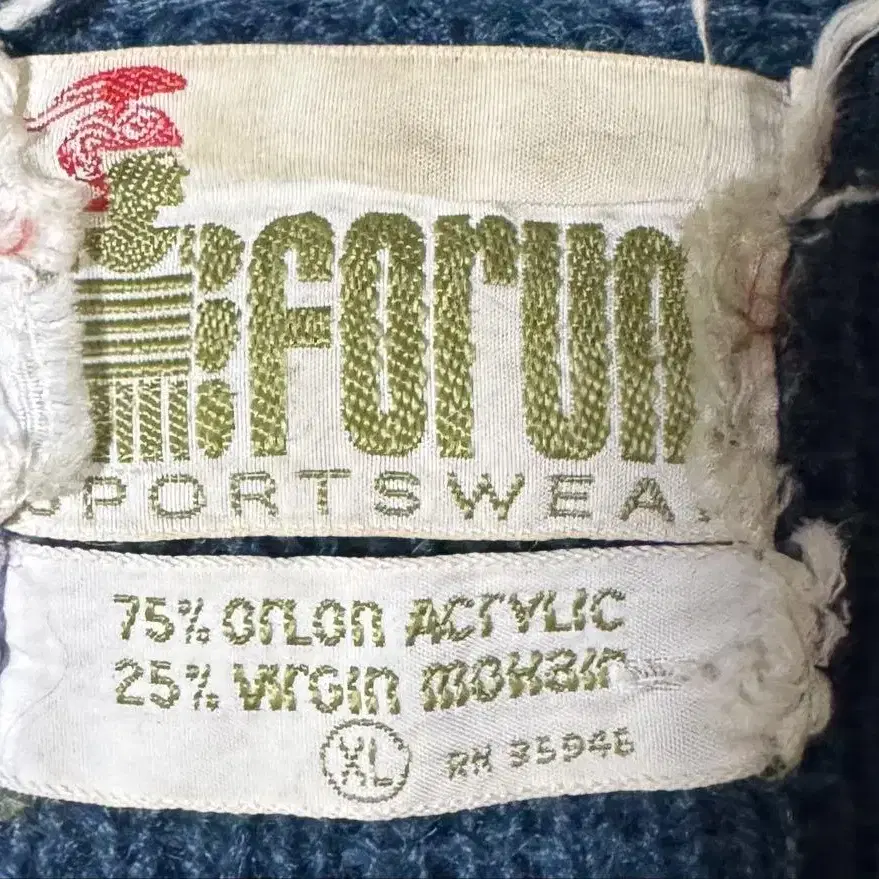 Forum
SPORTSWEA
75% Orlon Acrylic
25% Virgin Mohair
XL RN 35946